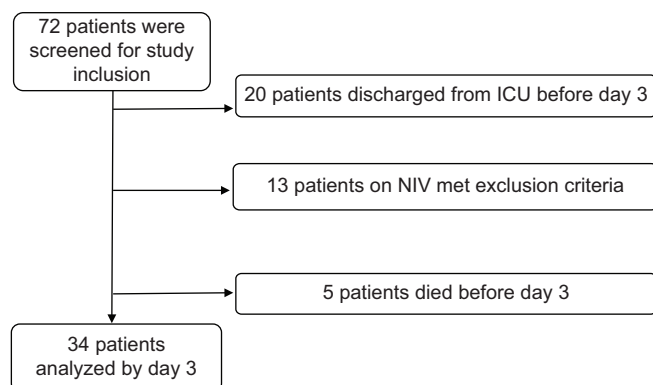 72 patients were
screened for study
inclusion
20 patients discharged from ICU before day 3
13 patients on NIV met exclusion criteria
5 patients died before day 3
34 patients
analyzed by day 3